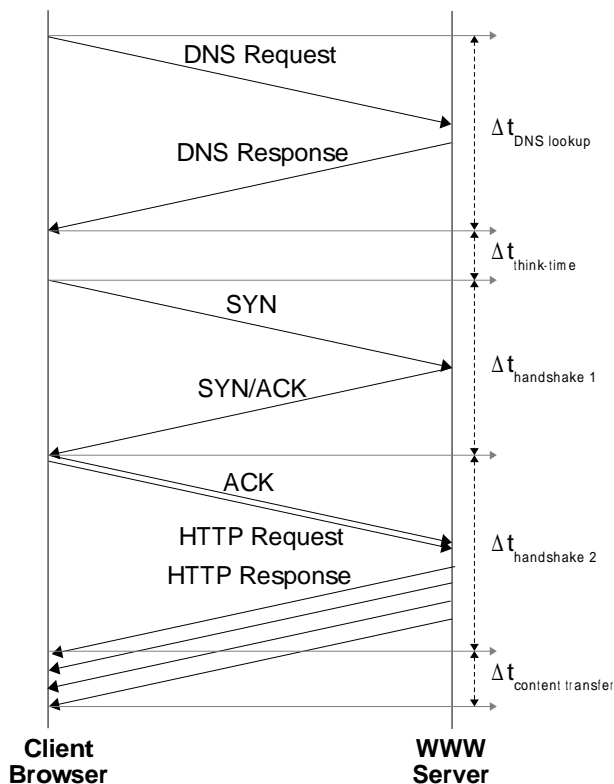 DNS Request
Δt DNS lookup
DNS Response
Δt think-time
SYN
Δt handshake 1
SYN/ACK
ACK
HTTP Request
Δt handshake 2
HTTP Response
Δt content transfer
Client
Browser
WWW
Server